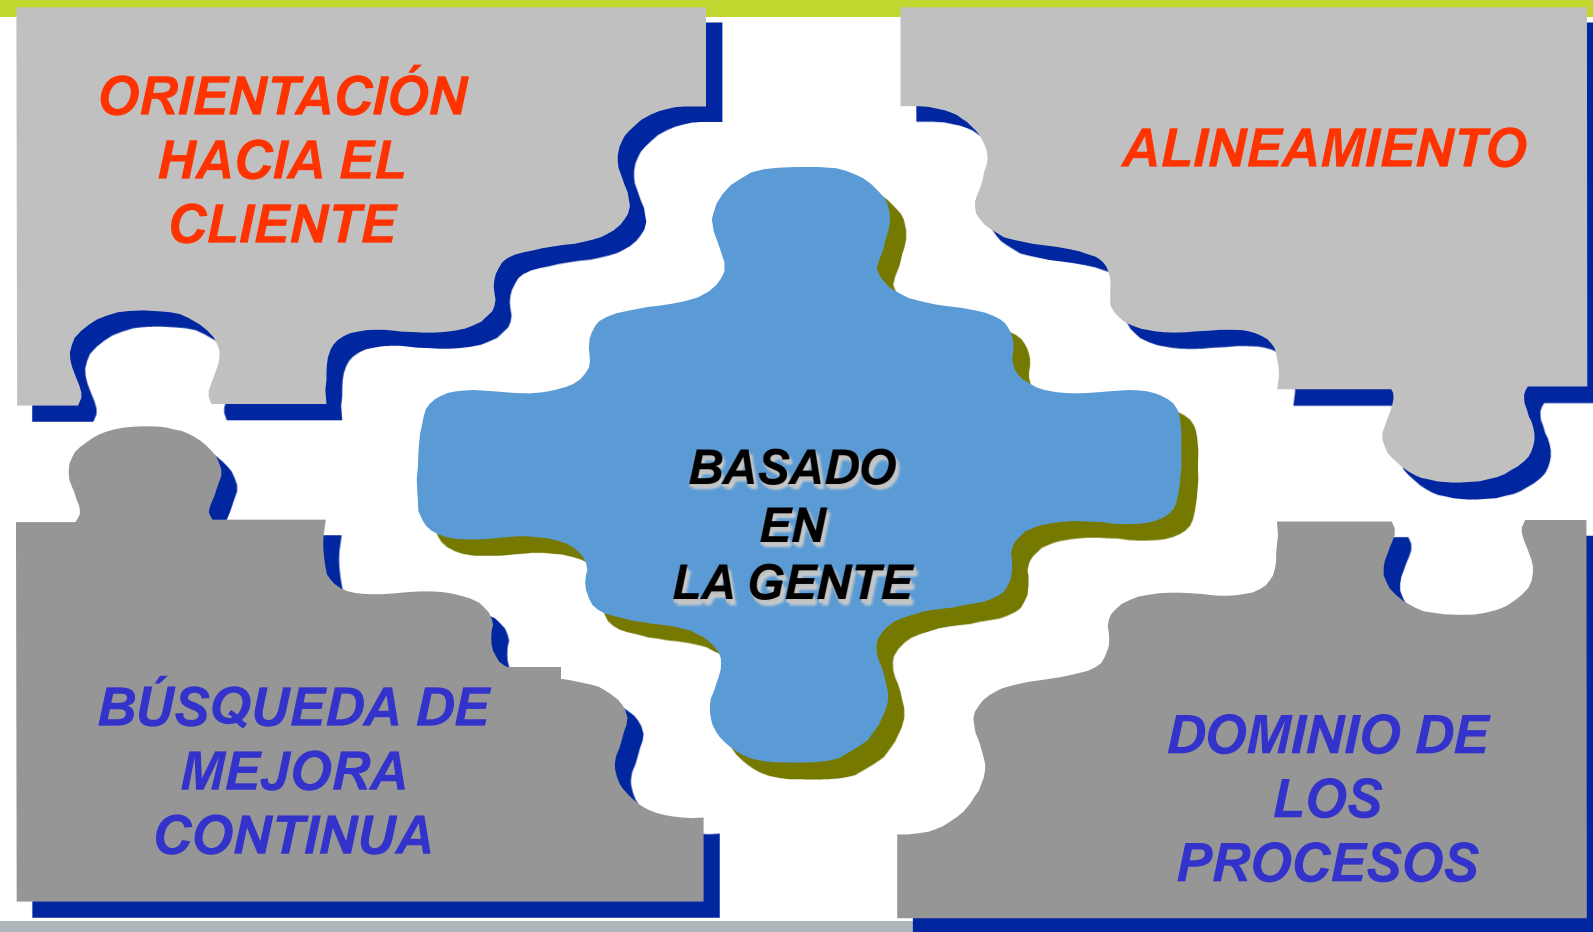 ORIENTACIÓN
HACIA EL
CLIENTE
ALINEAMIENTO
BASADO
EN
LA GENTE
BÚSQUEDA DE
MEJORA
CONTINUA
DOMINIO DE
LOS
PROCESOS